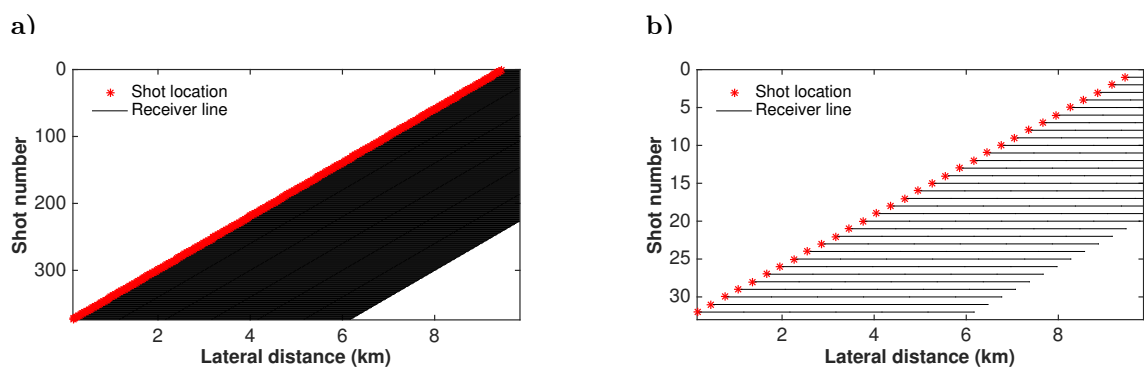 a)
0
100
200
300
2
4
6
8
Shot number
Lateral distance (km)
Shot location
Receiver line
b)
0
5
10
15
20
25
30
2
4
6
8
Shot number
Lateral distance (km)
Shot location
Receiver line